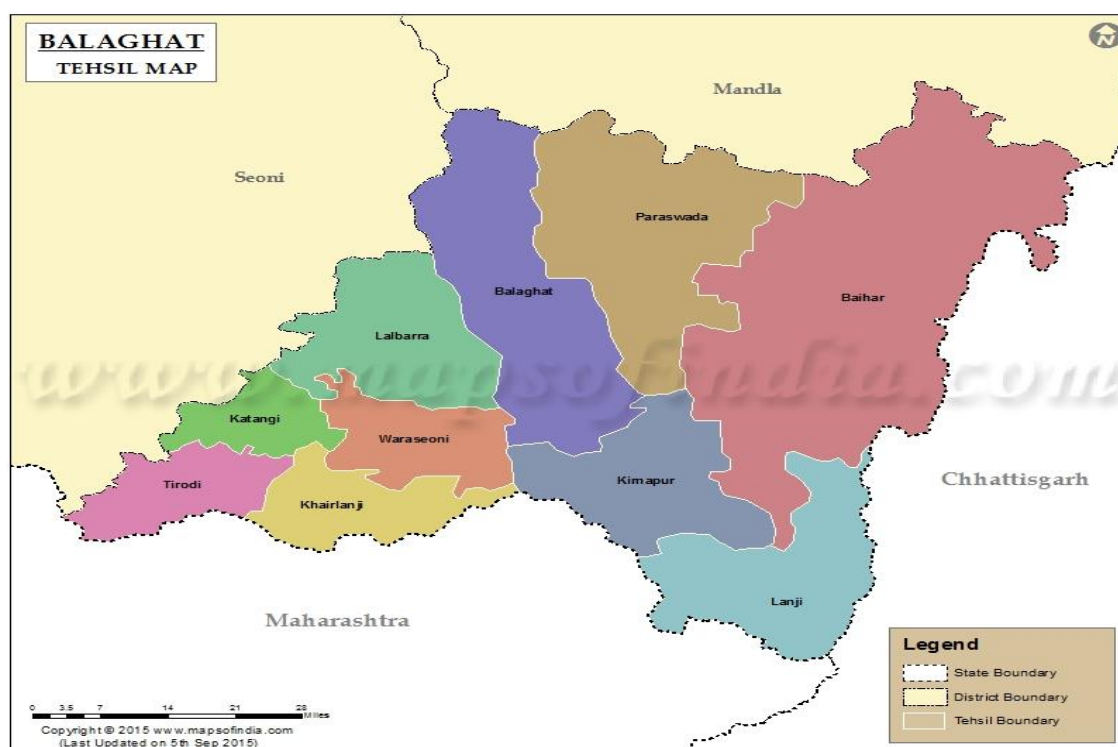 BALAGHAT
TEHSIL MAP
N
Mandla
Seoni
Paraswada
Balaghat
Baihar
Lalbarra
www.mapsofindia.com
Katangi
Waraseoni
Tirodi
Kirnapur
Chhattisgarh
Khairlanji
Lanji
Maharashtra
Legend
State Boundary
District Boundary
Tehsil Boundary
0 3.5 7 14 21 28
Miles
Copyright © 2015 www.mapsofindia.com
(Last Updated on 5th Sep 2015)